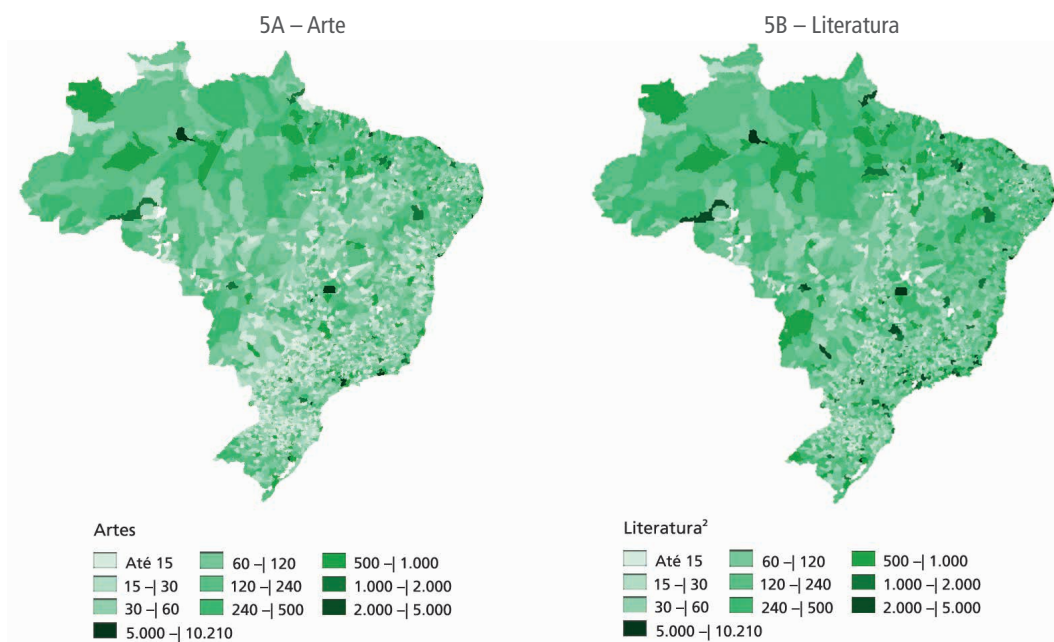 5A – Arte
5B – Literatura
Artes
Até 15
60 –| 120
500 –| 1.000
15 –| 30
120 –| 240
1.000 –| 2.000
30 –| 60
240 –| 500
2.000 –| 5.000
5.000 –| 10.210
Literatura²
Até 15
60 –| 120
500 –| 1.000
15 –| 30
120 –| 240
1.000 –| 2.000
30 –| 60
240 –| 500
2.000 –| 5.000
5.000 –| 10.210